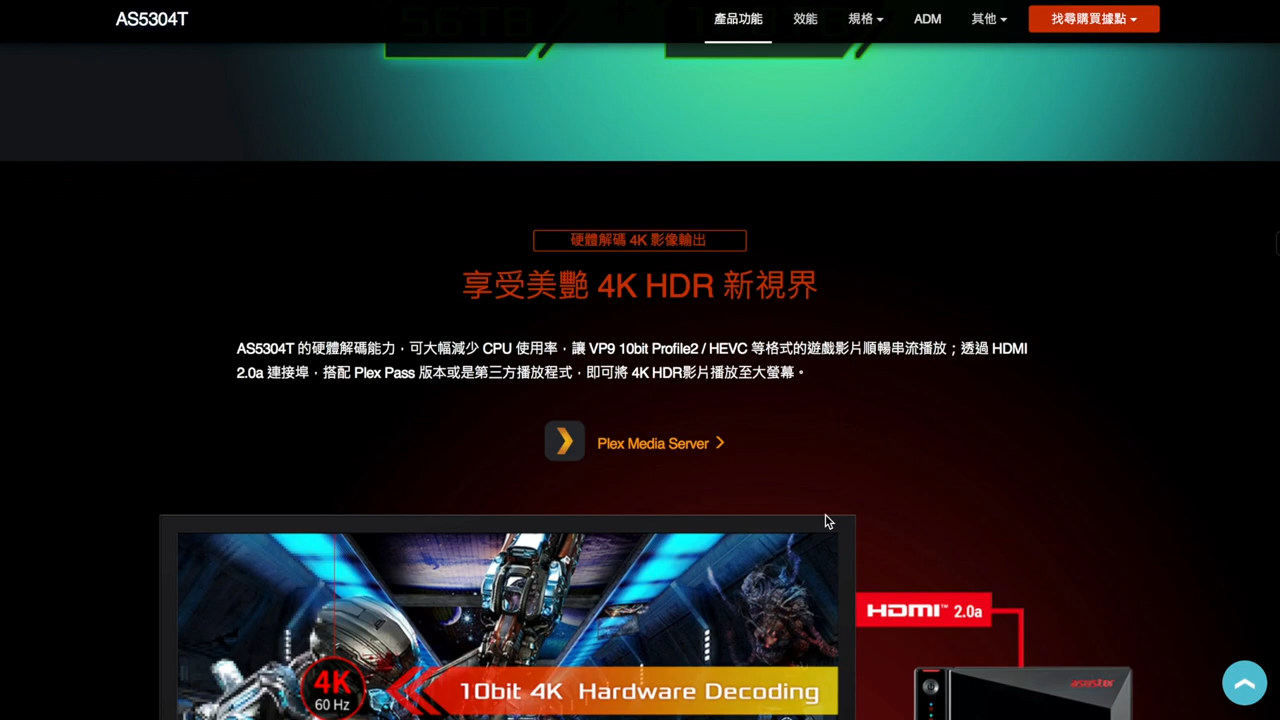 AS5304T
產品功能
效能
規格
ADM
其他
找尋購買據點
硬體解碼 4K 影像輸出
享受美艷 4K HDR 新視界
AS5304T 的硬體解碼能力，可大幅減少 CPU 使用率，讓 VP9 10bit Profile2 / HEVC 等格式的遊戲影片順暢串流播放；透過 HDMI
2.0a 連接埠，搭配 Plex Pass 版本或是第三方播放程式，即可將 4K HDR影片播放至大螢幕。
Plex Media Server
HDMI™ 2.0a
4K
60 Hz
10bit 4K Hardware Decoding
asustor